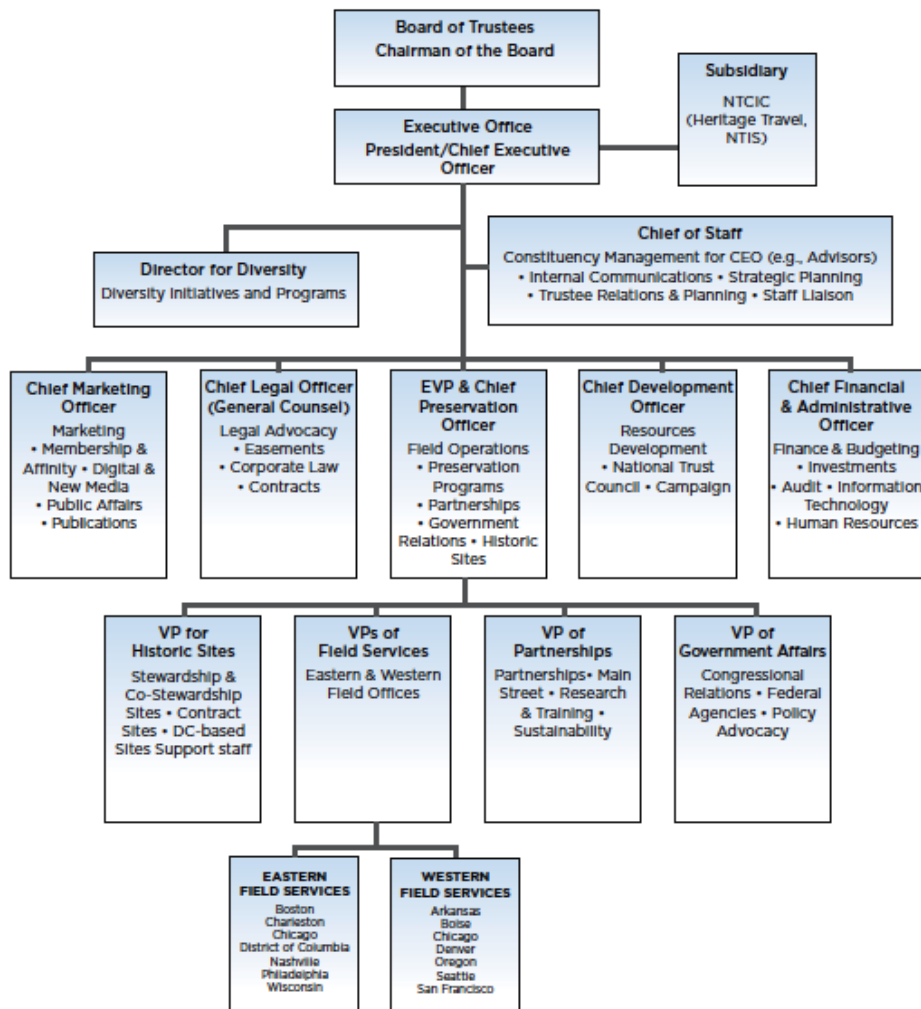 Board of Trustees
Chairman of the Board
Subsidiary
NTCIC
(Heritage Travel,
NTIS)
Executive Office
President/Chief Executive
Officer
Chief of Staff
Constituency Management for CEO (e.g., Advisors)
• Internal Communications • Strategic Planning
• Trustee Relations & Planning • Staff Liaison
Director for Diversity
Diversity Initiatives and Programs
Chief Marketing
Officer
Marketing
• Membership &
Affinity • Digital &
New Media
• Public Affairs
• Publications
Chief Legal Officer
(General Counsel)
Legal Advocacy
• Easements
• Corporate Law
• Contracts
EVP & Chief
Preservation
Officer
Field Operations
• Preservation
Programs
• Partnerships
• Government
Relations • Historic
Sites
Chief Development
Officer
Resources
Development
• National Trust
Council • Campaign
Chief Financial
& Administrative
Officer
Finance & Budgeting
• Investments
• Audit • Information
Technology
• Human Resources
VP for
Historic Sites
Stewardship &
Co-Stewardship
Sites • Contract
Sites • DC-based
Sites Support staff
VPs of
Field Services
Eastern & Western
Field Offices
VP of
Partnerships
Partnerships• Main
Street • Research
& Training •
Sustainability
VP of
Government Affairs
Congressional
Relations • Federal
Agencies • Policy
Advocacy
EASTERN
FIELD SERVICES
Boston
Charleston
Chicago
District of Columbia
Nashville
Philadelphia
Wisconsin
WESTERN
FIELD SERVICES
Arkansas
Boise
Chicago
Denver
Oregon
Seattle
San Francisco